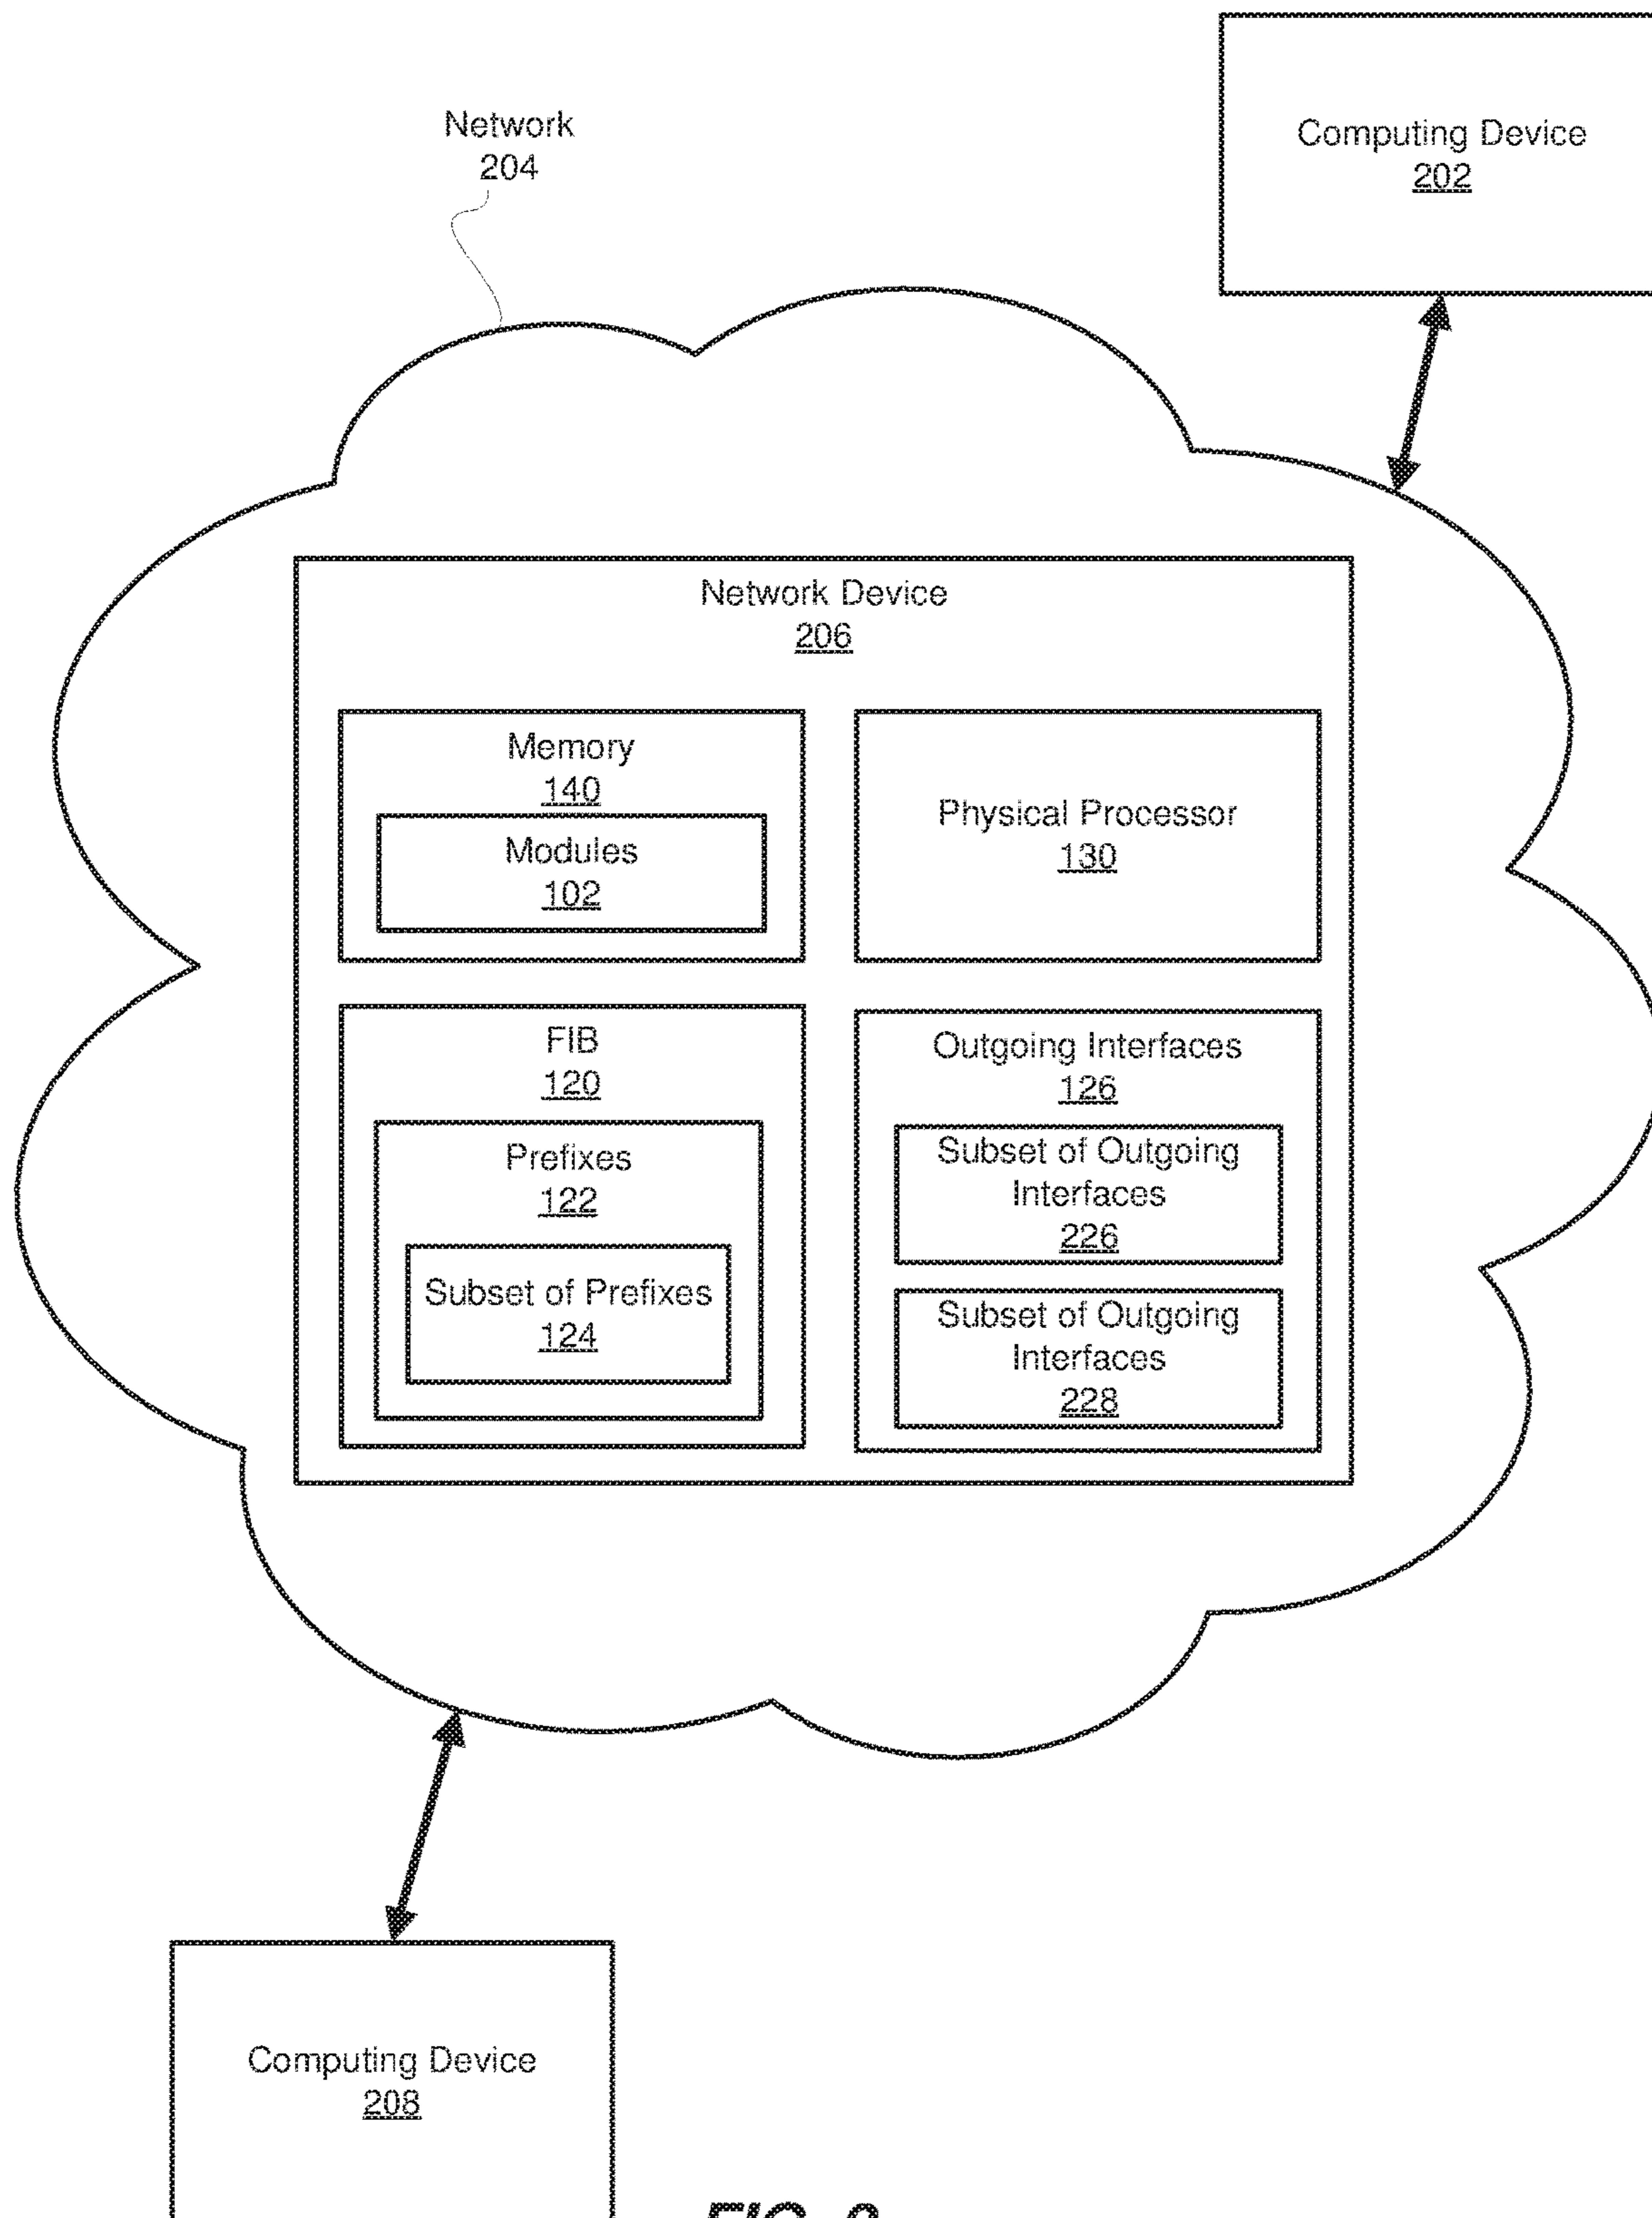 Computing Device
202
Network
204
Network Device
206
Memory
140
Modules
102
Physical Processor
130
FIB
120
Prefixes
122
Subset of Prefixes
124
Outgoing Interfaces
126
Subset of Outgoing
Interfaces
226
Subset of Outgoing
Interfaces
228
Computing Device
208
FIG.